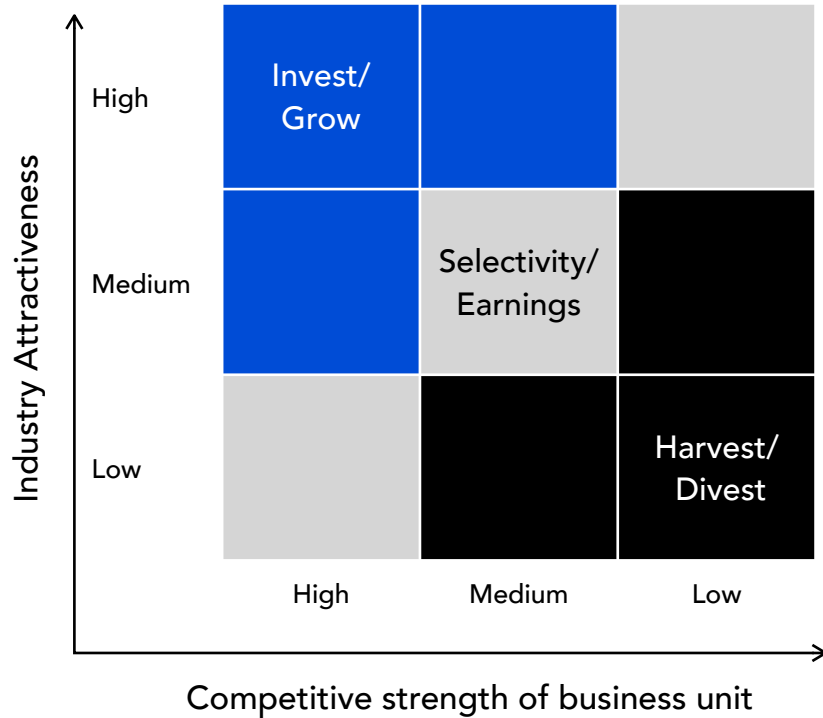 Industry Attractiveness
High
Invest/
Grow
Medium
Selectivity/
Earnings
Low
Harvest/
Divest
High
Medium
Low
Competitive strength of business unit